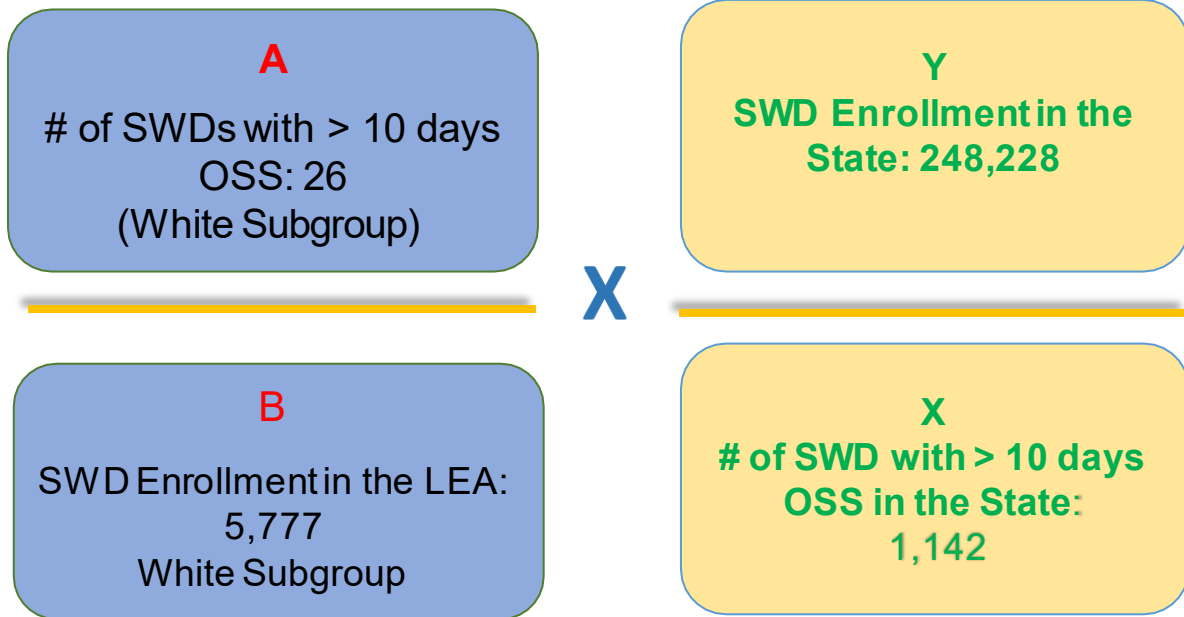 A
# of SWDs with > 10 days
OSS: 26
(White Subgroup)
Y
SWD Enrollment in the
State: 248,228
X
B
SWD Enrollment in the LEA:
5,777
White Subgroup
X
# of SWD with > 10 days
OSS in the State:
1,142